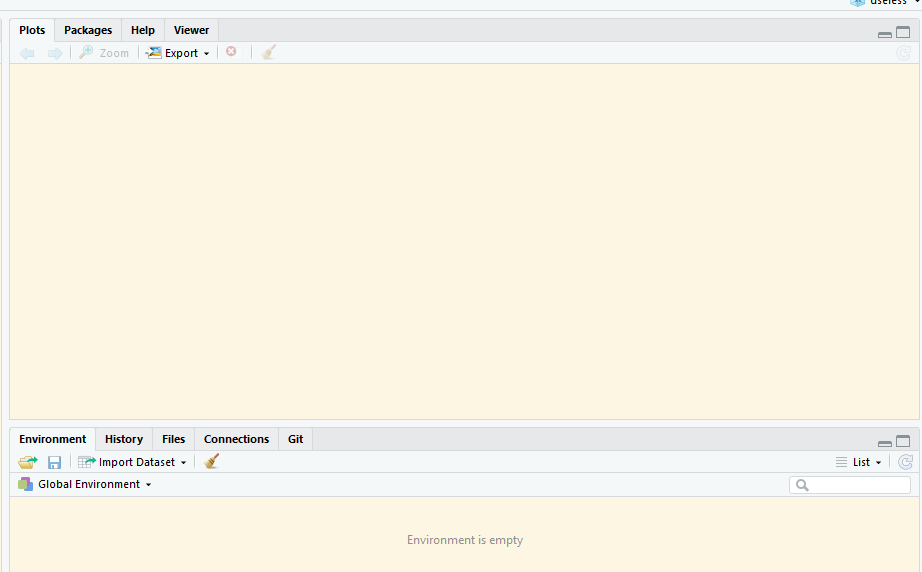 useless
Plots Packages Help Viewer
Zoom Export
Environment History Files Connections Git
Import Dataset List
Global Environment
Environment is empty